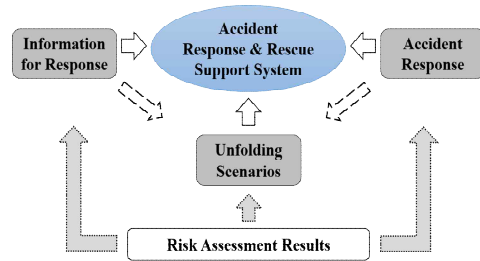 Information
for Response
Accident
Response & Rescue
Support System
Accident
Response
Unfolding
Scenarios
Risk Assessment Results